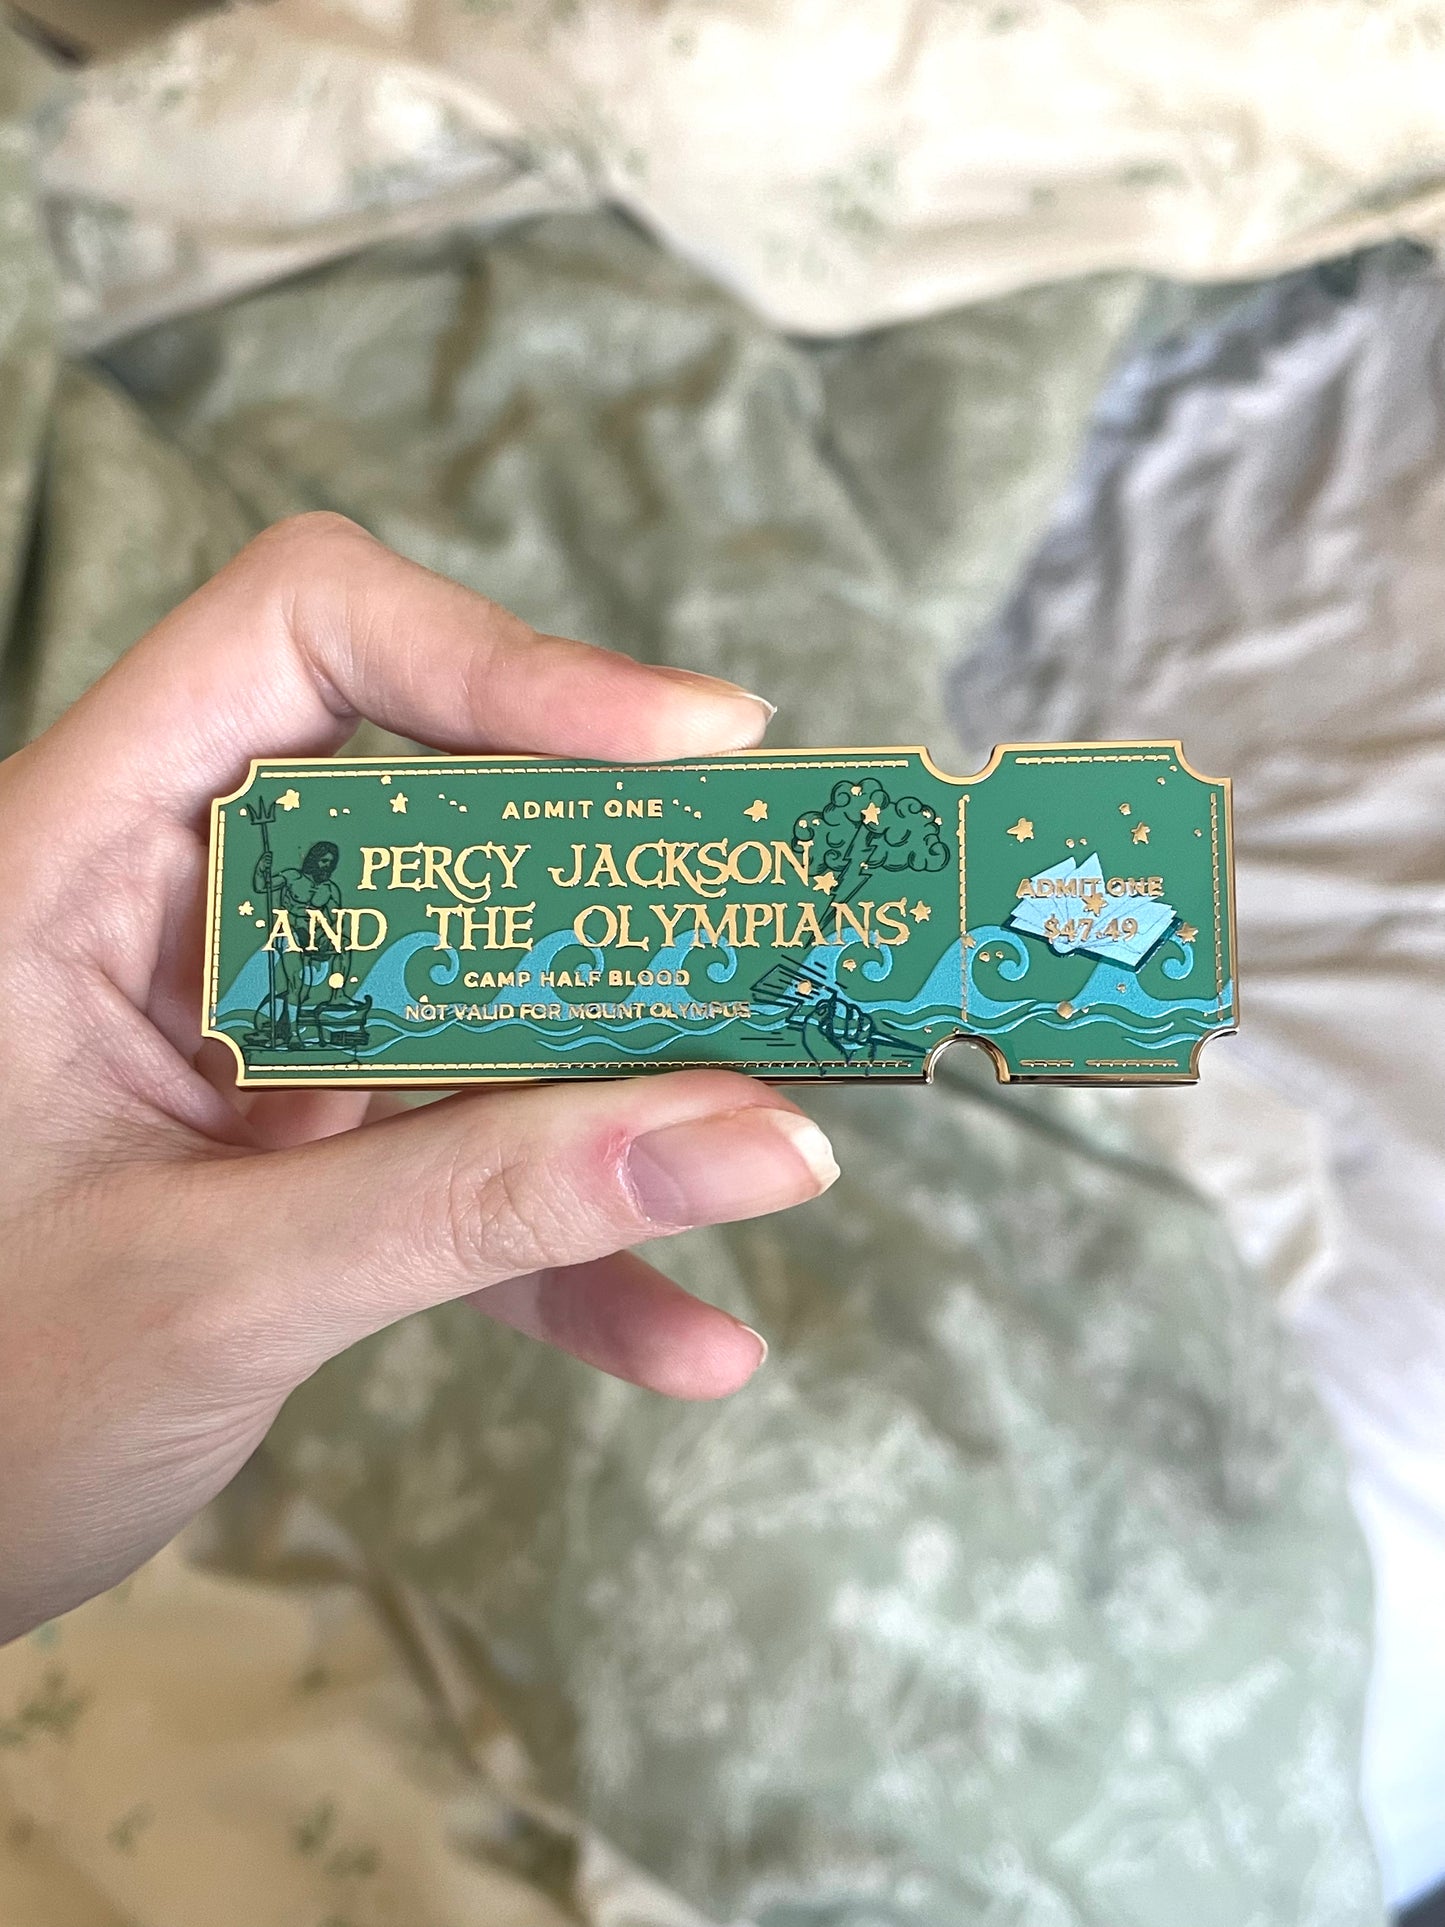 ADMIT ONE
PERCY JACKSON
AND THE OLYMPIANS
CAMP HALF BLOOD
NOT VALID FOR MOUNT OLYMPUS
ADMIT ONE
$47.49